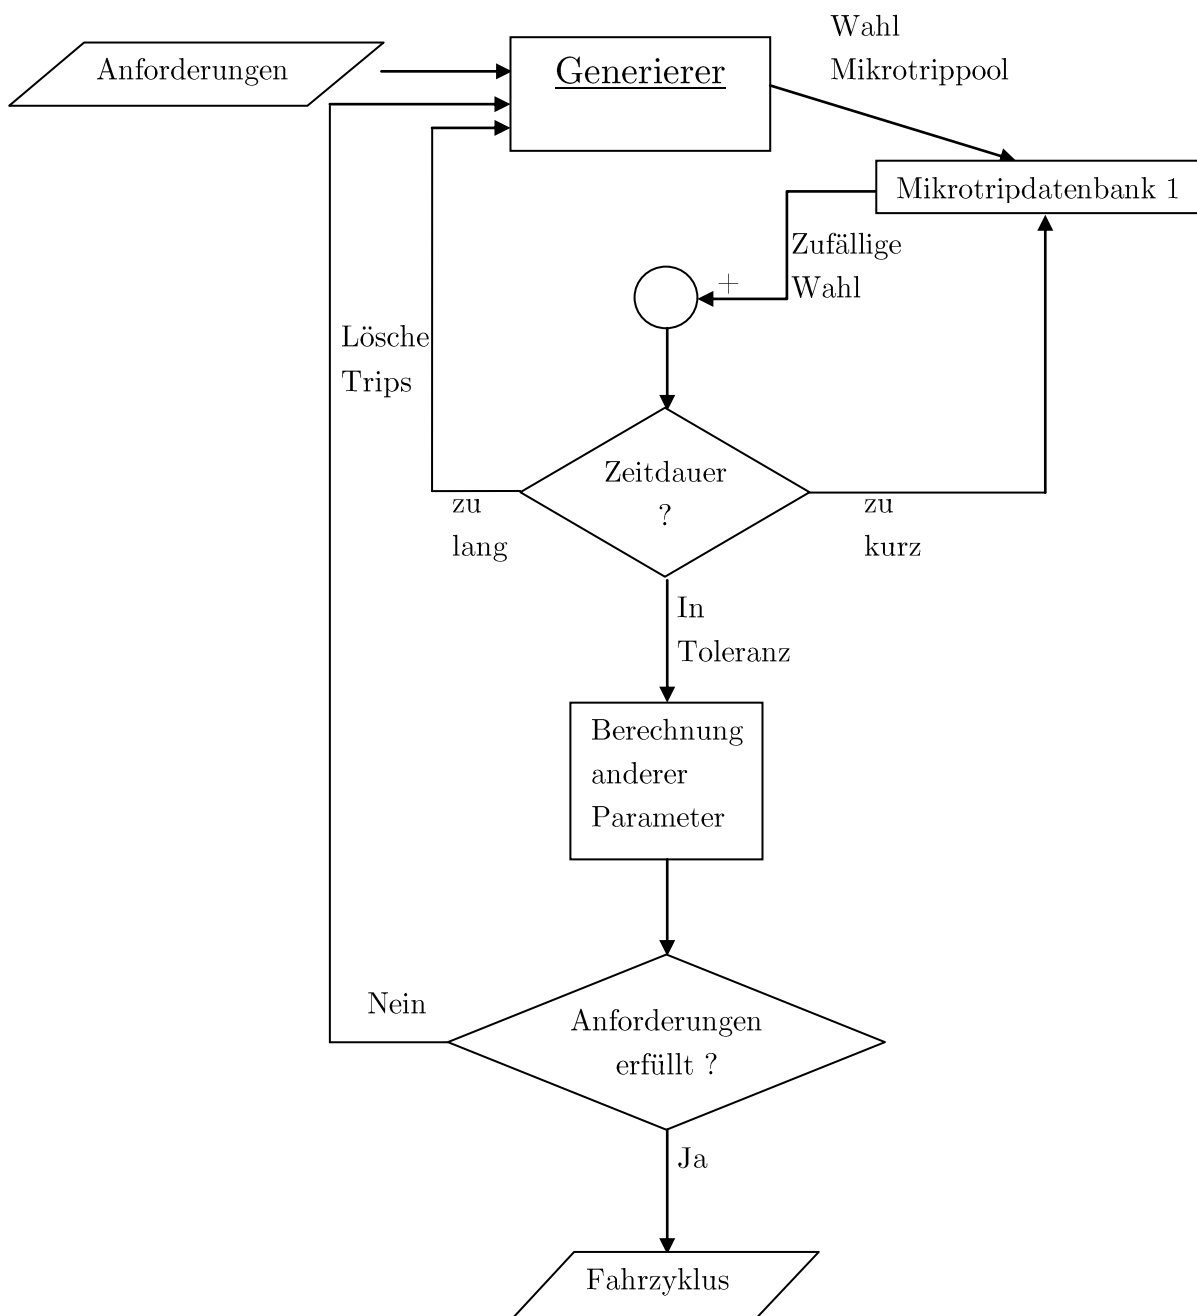 Anforderungen
Generierer
Wahl
Mikrotrippool
Mikrotripdatenbank 1
Zufällige
Wahl
+
Lösche
Trips
Zeitdauer
?
zu
lang
zu
kurz
In
Toleranz
Berechnung
anderer
Parameter
Nein
Anforderungen
erfüllt ?
Ja
Fahrzyklus